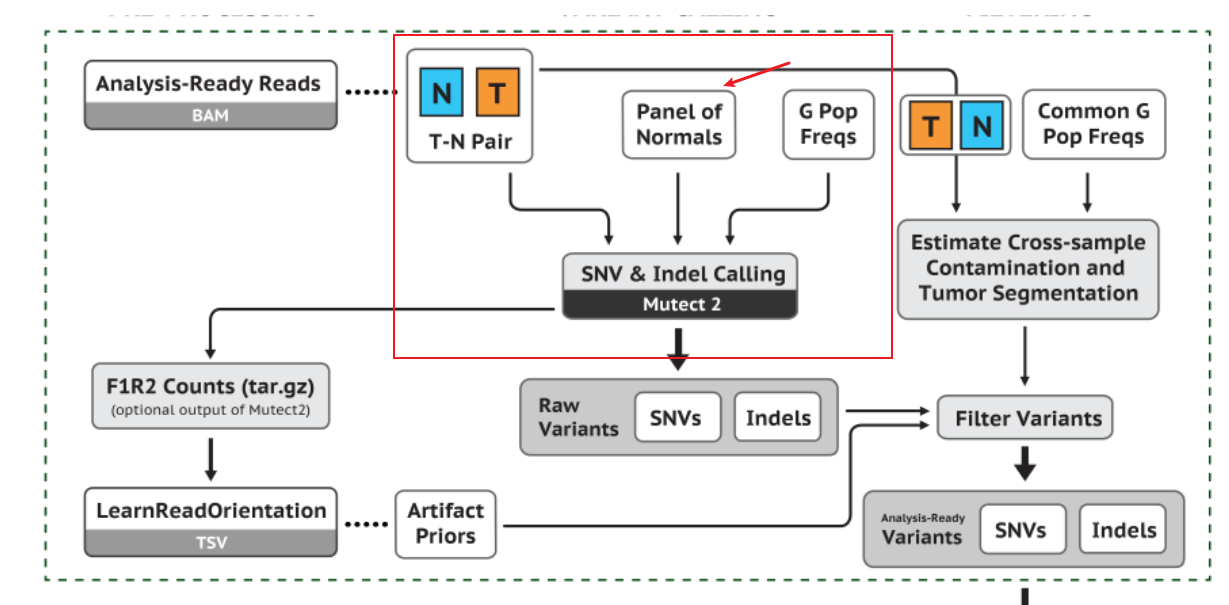 Analysis-Ready Reads
BAM
N T
T-N Pair
Panel of
Normals
G Pop
Freqs
T N
Common G
Pop Freqs
SNV & Indel Calling
Mutect 2
Estimate Cross-sample
Contamination and
Tumor Segmentation
F1R2 Counts (tar.gz)
(optional output of Mutect2)
Raw
Variants
SNVs
Indels
Filter Variants
LearnReadOrientation
TSV
Artifact
Priors
Analysis-Ready
Variants
SNVs
Indels